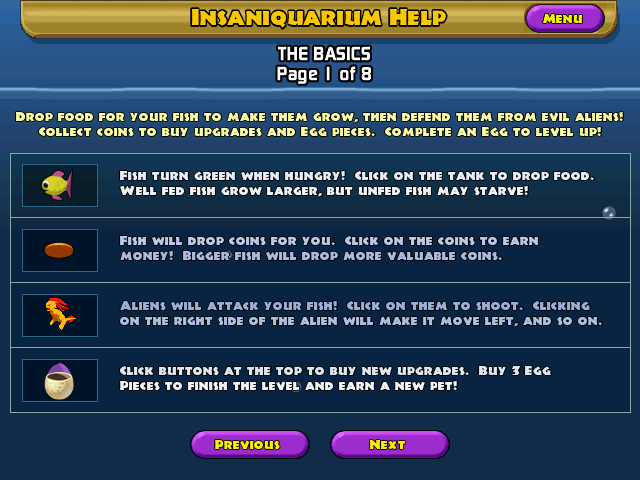 Insaniquarium Help
Menu
THE BASICS
Page 1 of 8
Drop food for your fish to make them grow, then defend them from evil aliens!
Collect coins to buy upgrades and Egg pieces. Complete an Egg to level up!
Fish turn green when hungry! Click on the tank to drop food.
Well fed fish grow larger, but unfed fish may starve!
Fish will drop coins for you. Click on the coins to earn
money! Bigger fish will drop more valuable coins.
Aliens will attack your fish! Click on them to shoot. Clicking
on the right side of the alien will make it move left, and so on.
Click buttons at the top to buy new upgrades. Buy 3 Egg
Pieces to finish the level and earn a new pet!
Previous
Next